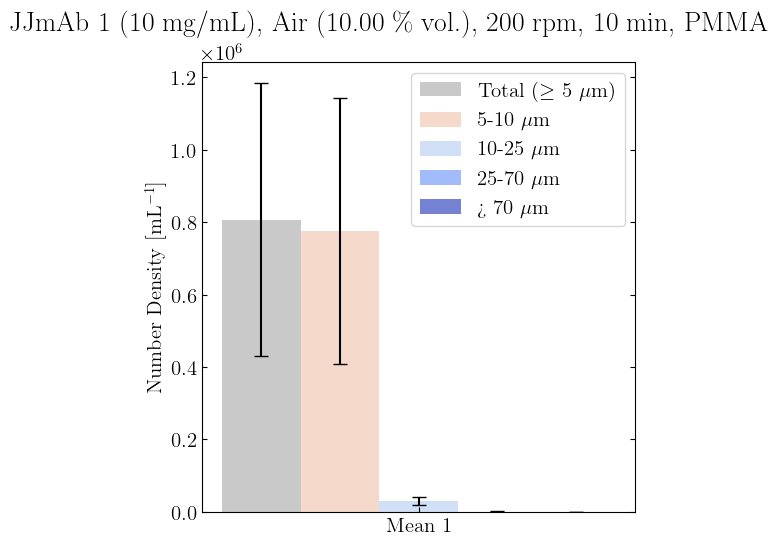 JJmAb 1 (10 mg/mL), Air (10.00 % vol.), 200 rpm, 10 min, PMMA
×10⁶
1.2
1.0
0.8
0.6
0.4
0.2
0.0
Number Density [mL⁻¹]
Total (≥ 5 μm)
5-10 μm
10-25 μm
25-70 μm
¿ 70 μm
Mean 1